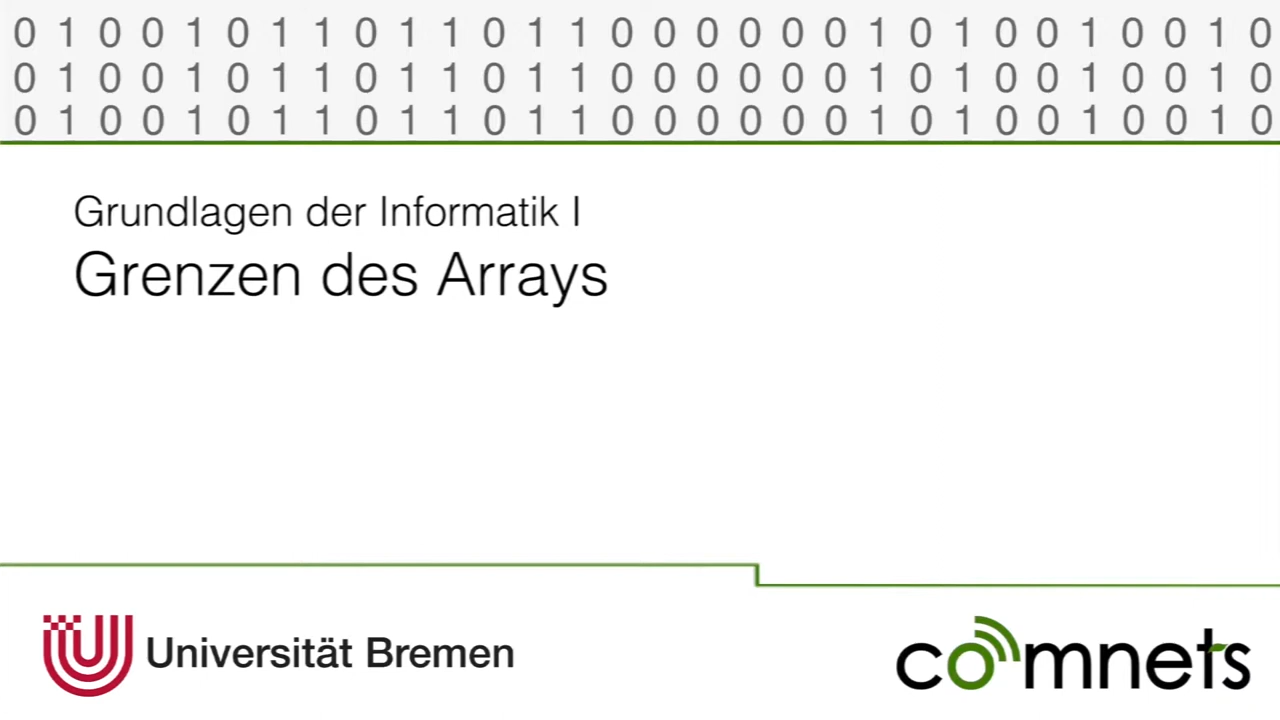 0 1 0 0 1 0 1 1 0 1 1 0 1 1 0 0 0 0 0 0 1 0 1 0 0 1 0 0 1 0
0 1 0 0 1 0 1 1 0 1 1 0 1 1 0 0 0 0 0 0 1 0 1 0 0 1 0 0 1 0
0 1 0 0 1 0 1 1 0 1 1 0 1 1 0 0 0 0 0 0 1 0 1 0 0 1 0 0 1 0
Grundlagen der Informatik I
Grenzen des Arrays
Universität Bremen
comnets